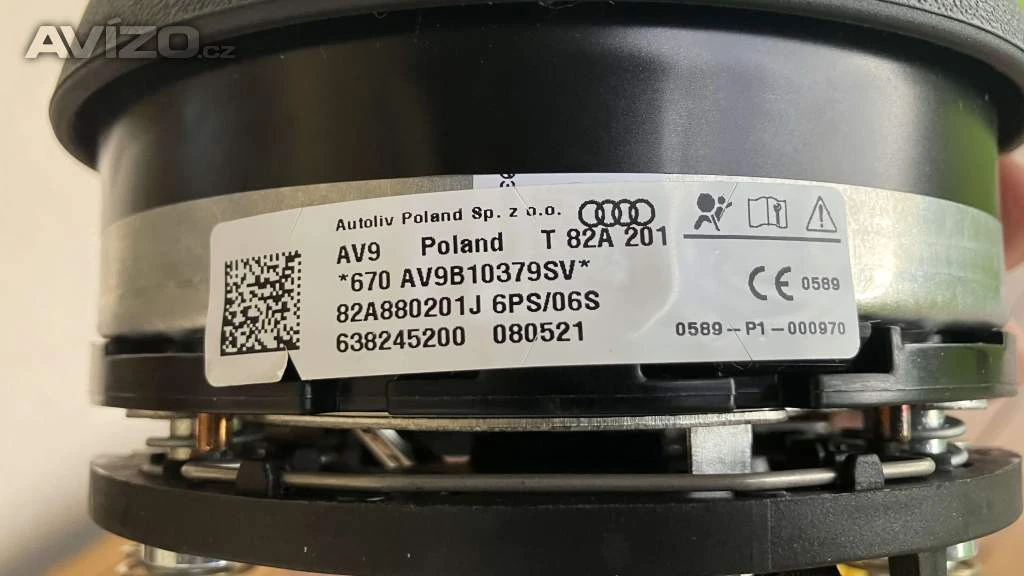 AVÍZO.cz
Autoliv Poland Sp. z o.o.
AV9 Poland T 82A 201
*670 AV9B10379SV*
82A880201J 6PS/06S
638245200 080521
CE 0589
0589--P1-000970